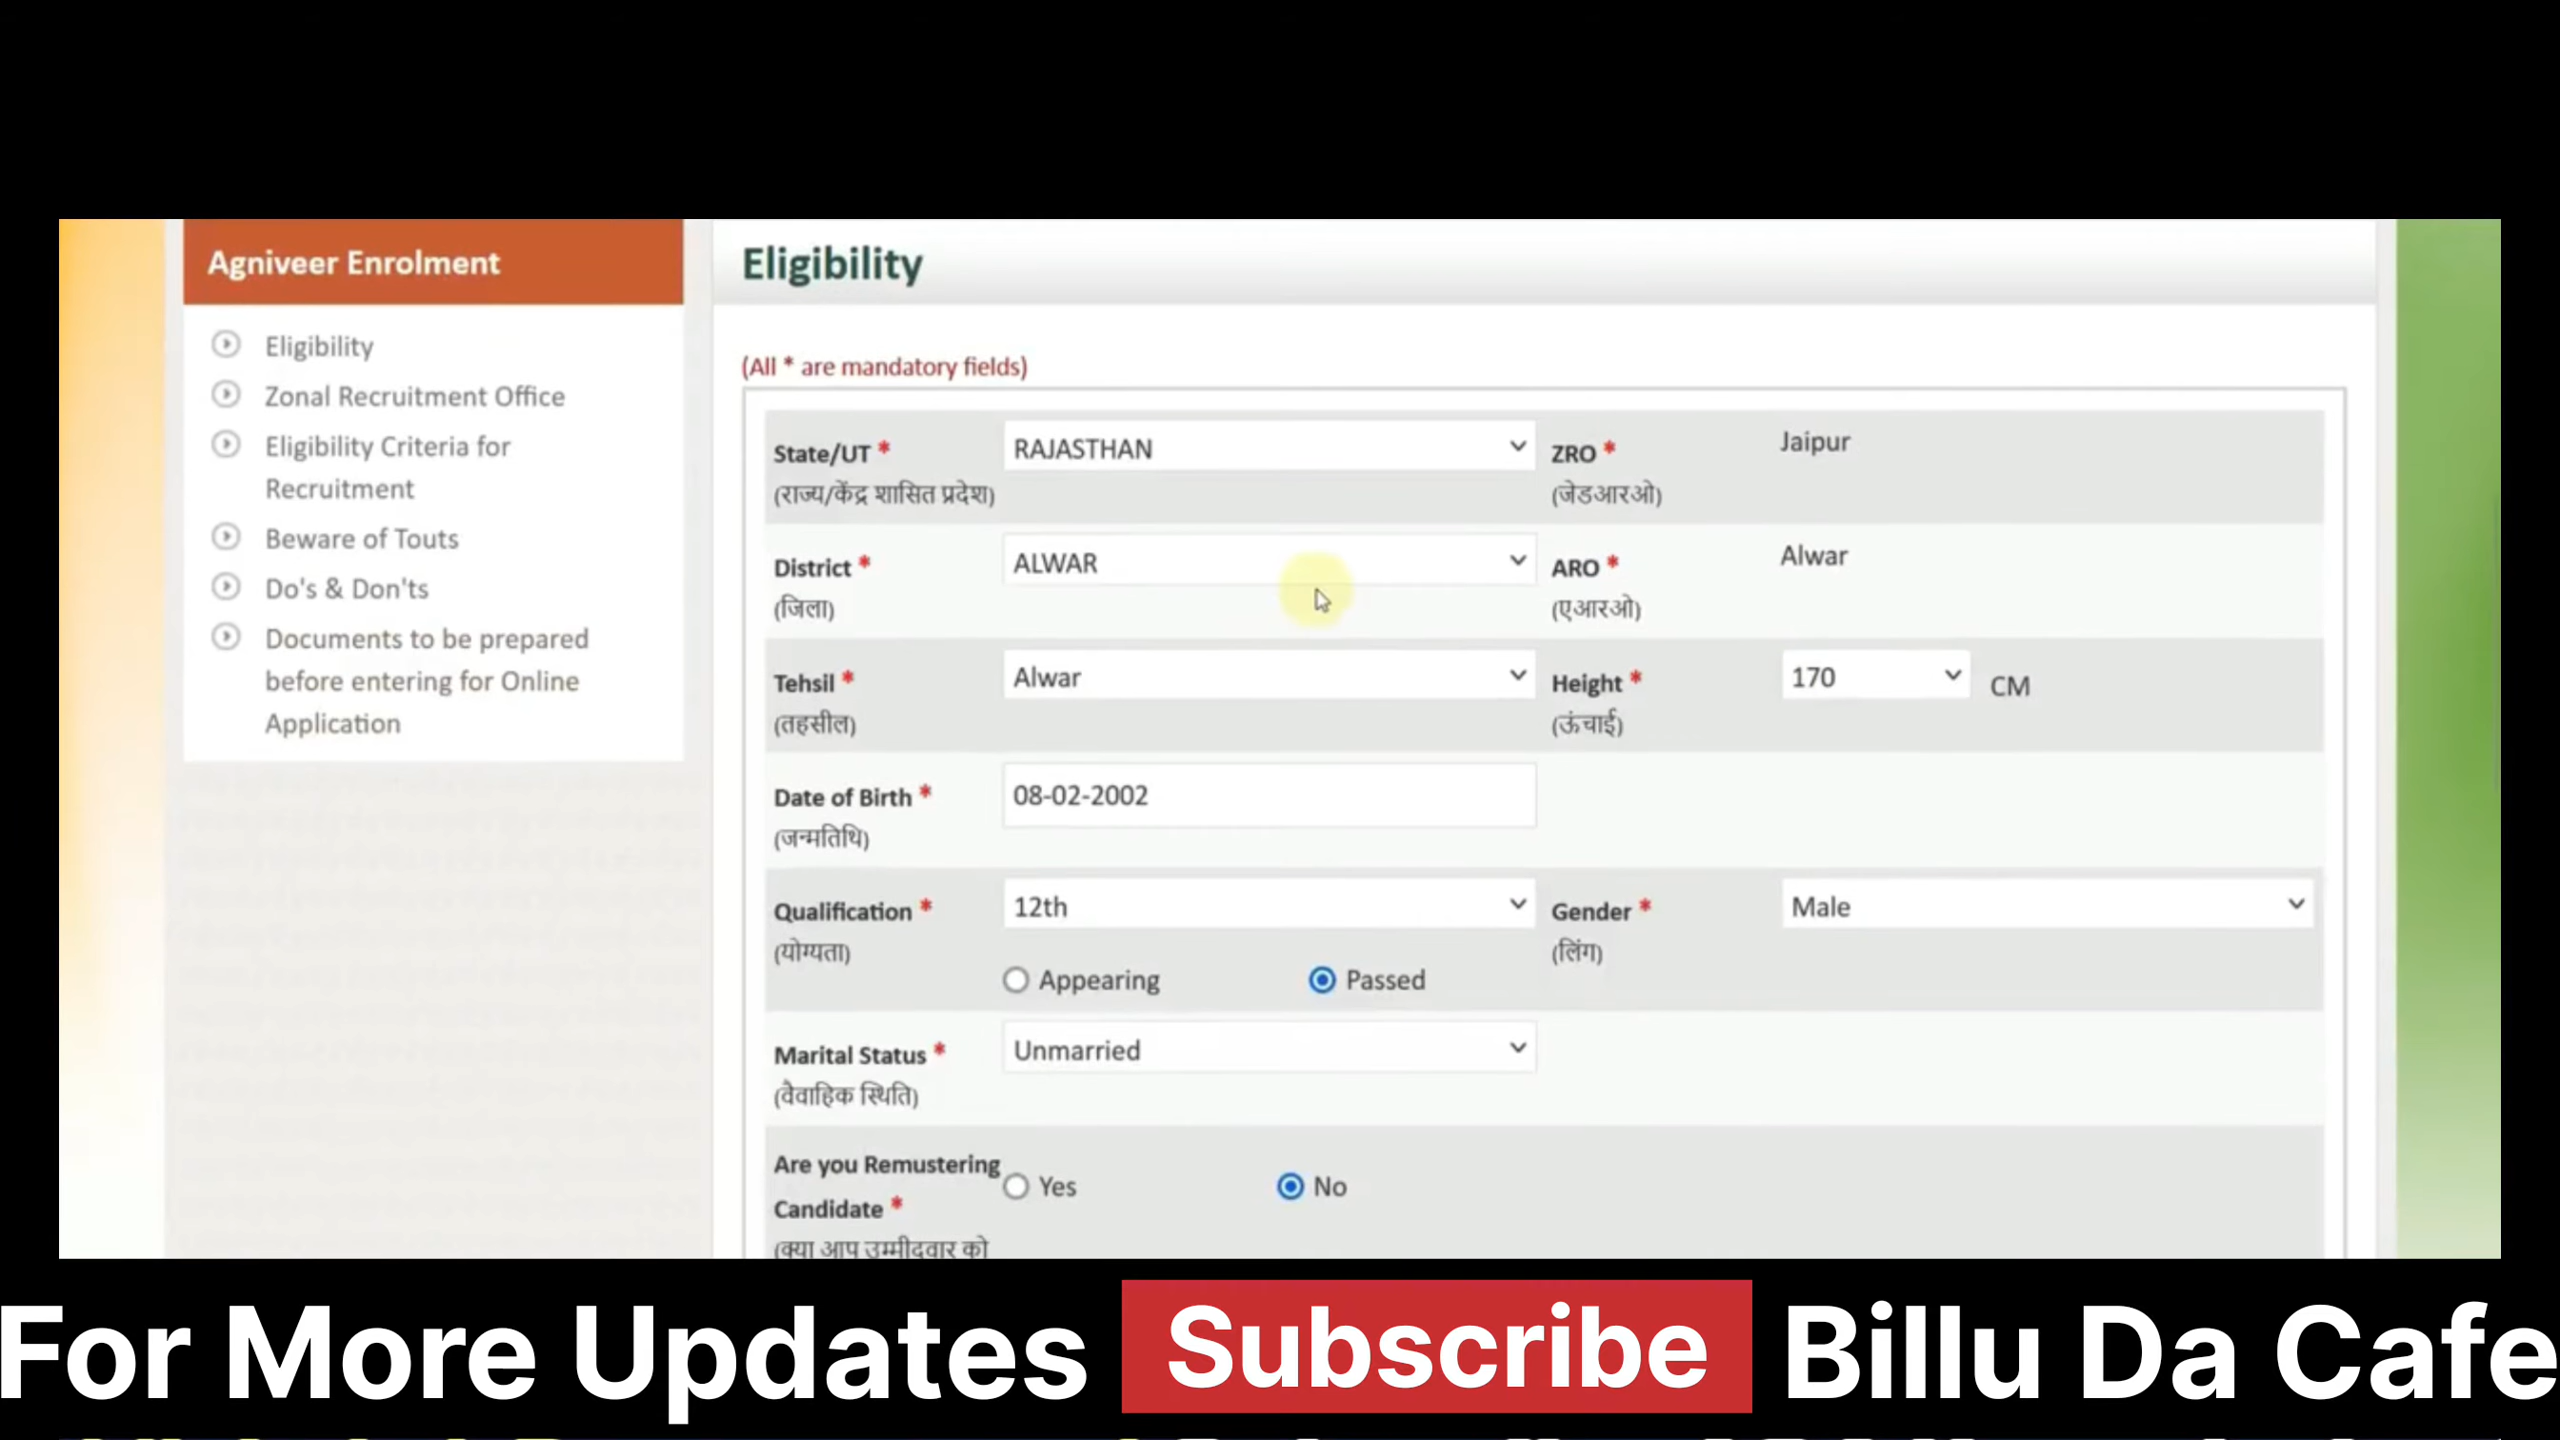 Agniveer Enrolment
Eligibility
Zonal Recruitment Office
Eligibility Criteria for
Recruitment
Beware of Touts
Do's & Don'ts
Documents to be prepared
before entering for Online
Application
Eligibility
(All * are mandatory fields)
State/UT * RAJASTHAN ZRO * Jaipur
(राज्य/केंद्र शासित प्रदेश) (जेडआरओ)
District * ALWAR ARO * Alwar
(जिला) (एआरओ)
Tehsil * Alwar Height * 170 CM
(तहसील) (ऊंचाई)
Date of Birth * 08-02-2002
(जन्मतिथि)
Qualification * 12th Gender * Male
(योग्यता) (लिंग)
Appearing Passed
Marital Status * Unmarried
(वैवाहिक स्थिति)
Are you Remustering Yes No
Candidate *
(क्या आप उम्मीदवार को
For More Updates Subscribe Billu Da Cafe